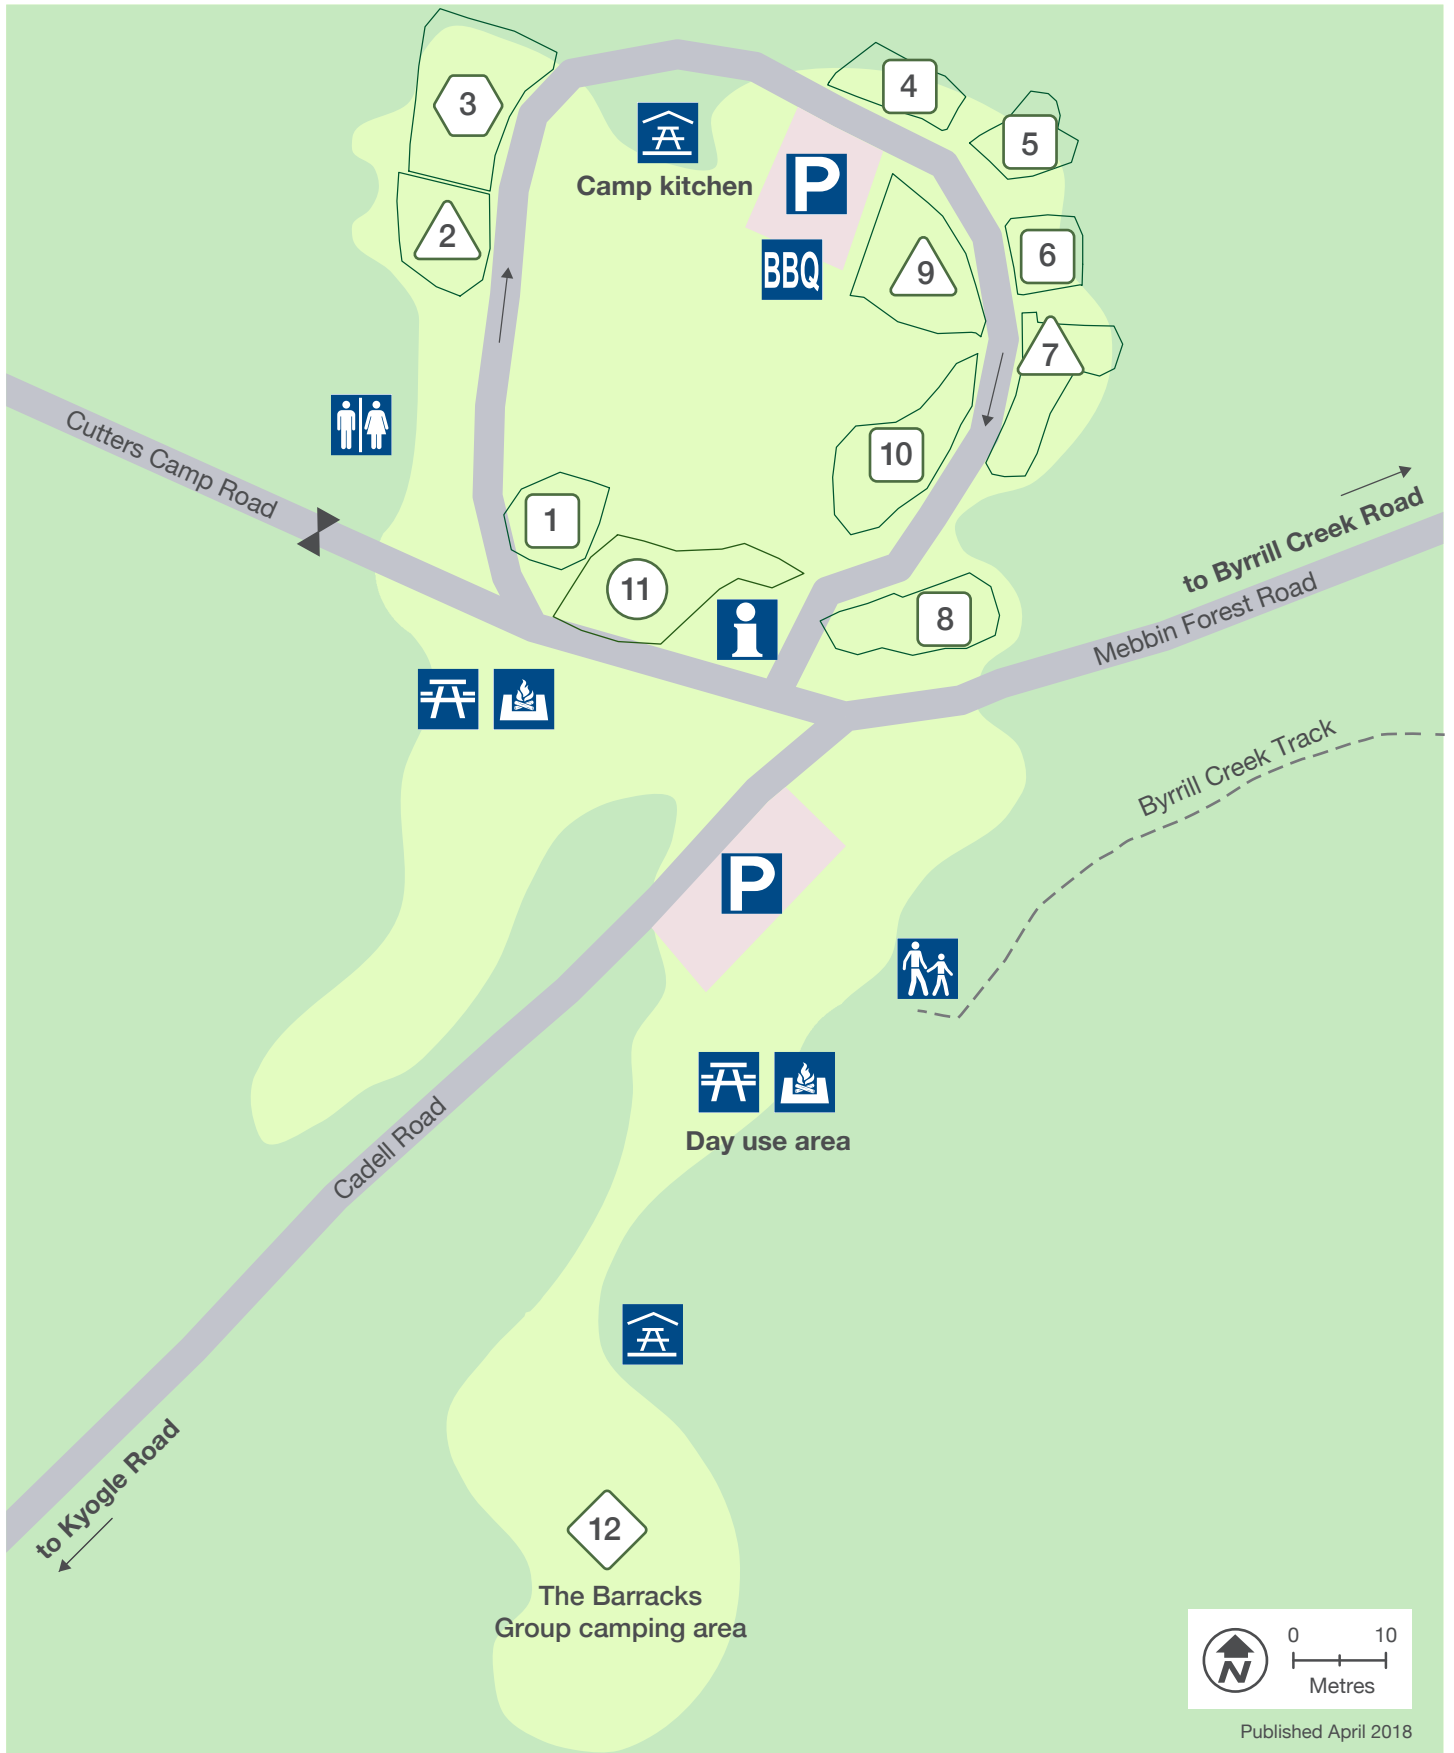 3
4
5
Camp kitchen
P
2
6
9
BBQ
7
Cutters Camp Road
10
1
to Byrrill Creek Road
11
i
8
Mebbin Forest Road
Byrrill Creek Track
P
Day use area
Cadell Road
to Kyogle Road
12
The Barracks
Group camping area
0 10
N
Metres
Published April 2018